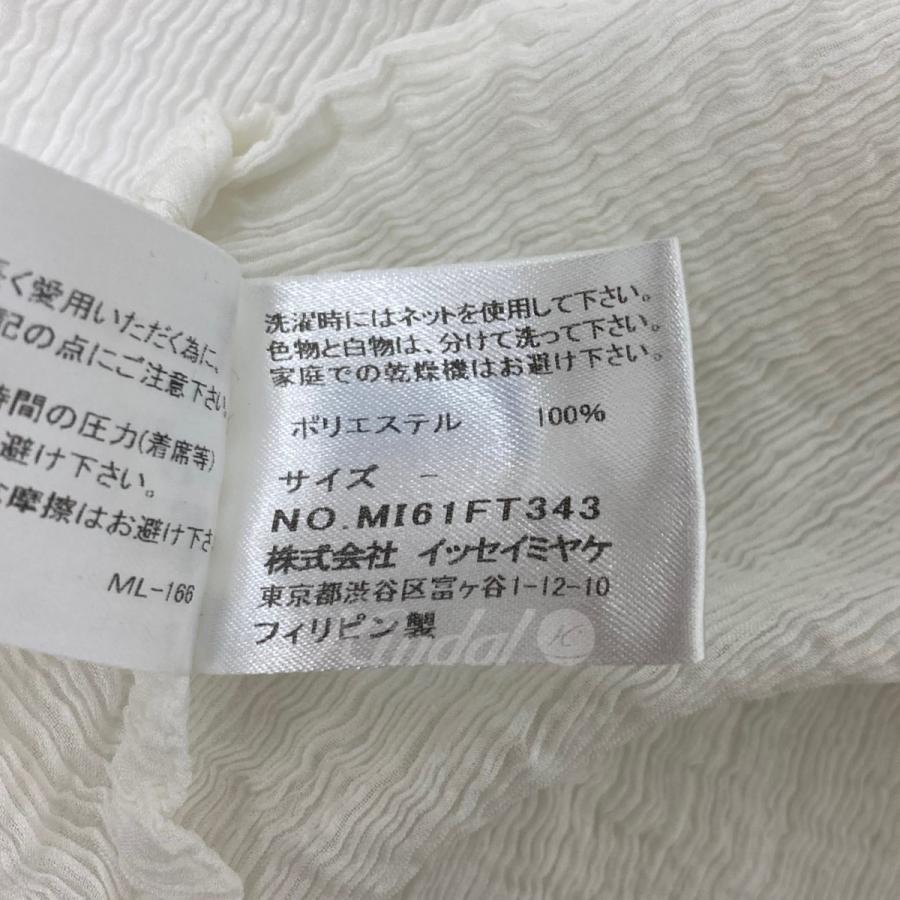 く愛用いただく為に、
記の点にご注意下さい。
時間の圧力(着席等)
避け下さい。
摩擦はお避け下さ
ML-166
洗濯時にはネットを使用して下さい。
色物と白物は、分けて洗って下さい。
家庭での乾燥機はお避け下さい。
ポリエステル 100%
サイズ -
NO.MI61FT343
株式会社 イッセイミヤケ
東京都渋谷区富ヶ谷1-12-10
フィリピン製
kindal